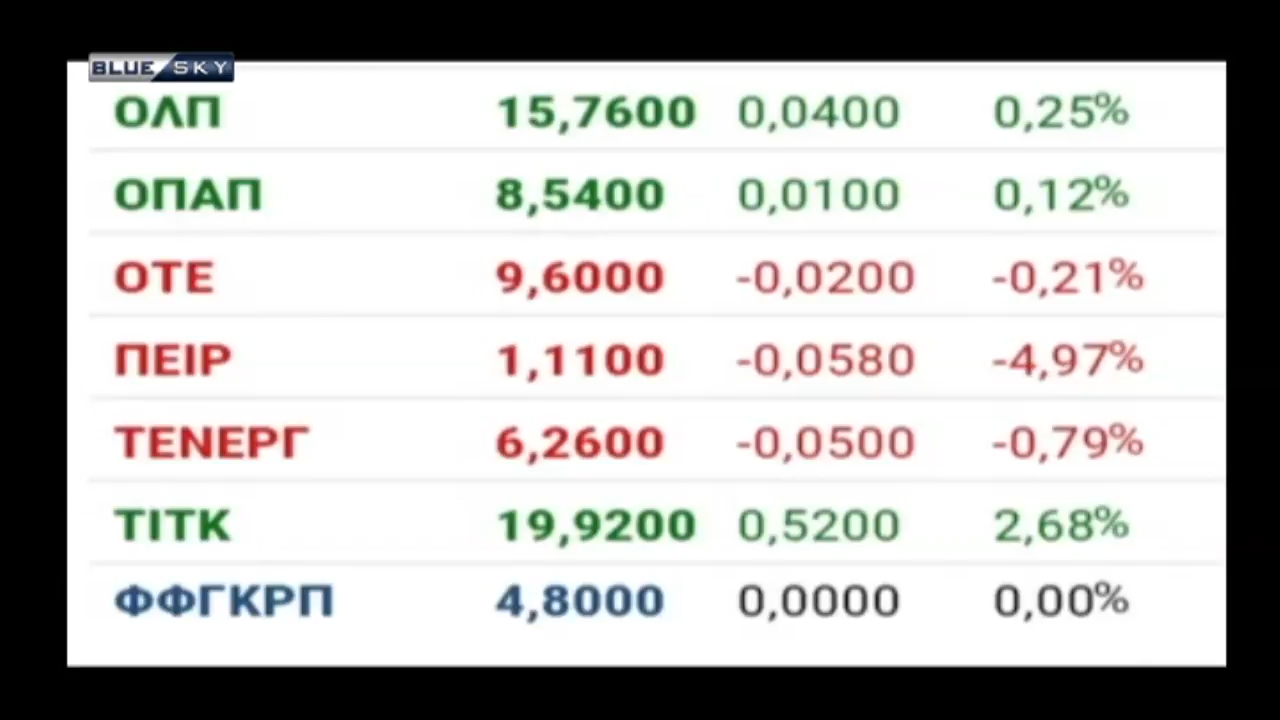 BLUE SKY
ΟΛΠ 15,7600 0,0400 0,25%
ΟΠΑΠ 8,5400 0,0100 0,12%
ΟΤΕ 9,6000 -0,0200 -0,21%
ΠΕΙΡ 1,1100 -0,0580 -4,97%
ΤΕΝΕΡΓ 6,2600 -0,0500 -0,79%
ΤΙΤΚ 19,9200 0,5200 2,68%
ΦΦΓΚΡΠ 4,8000 0,0000 0,00%